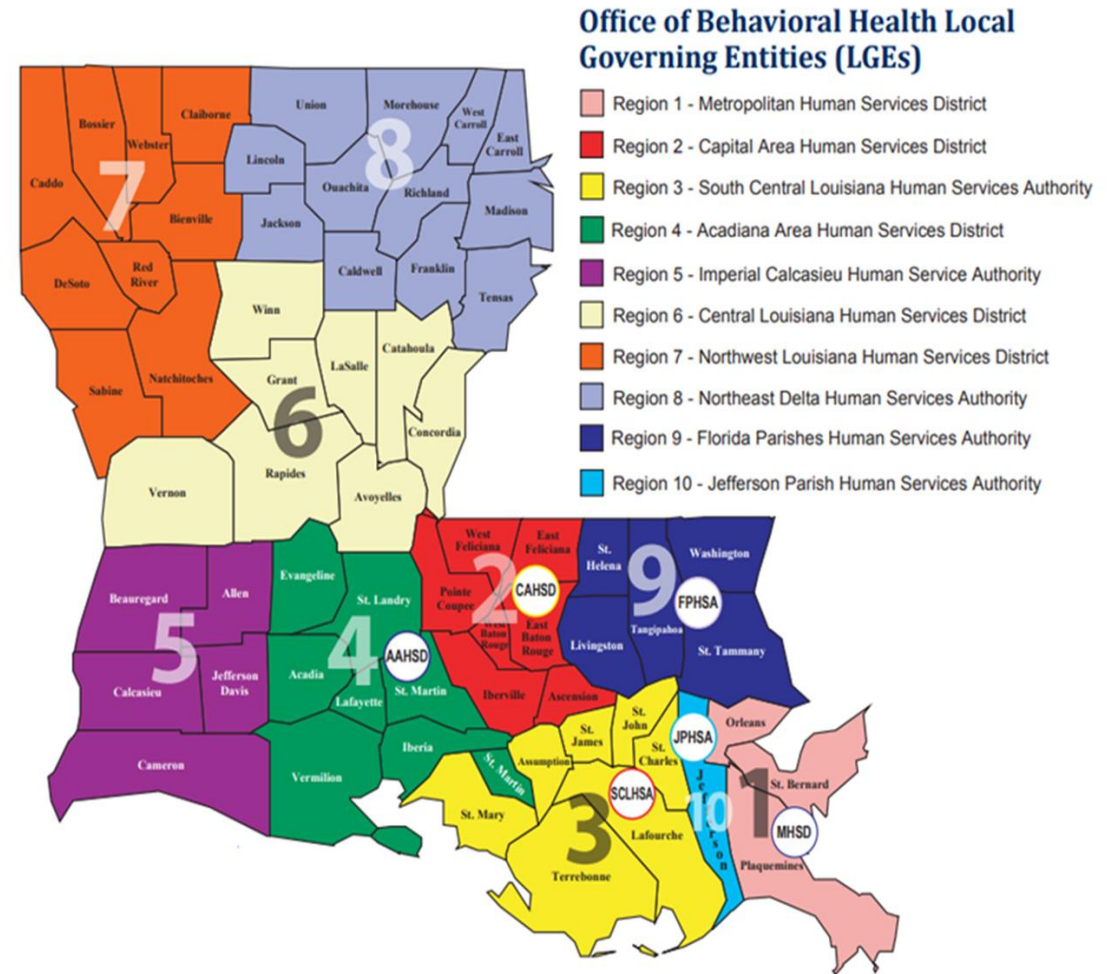 Office of Behavioral Health Local
Governing Entities (LGEs)
Region 1 - Metropolitan Human Services District
Region 2 - Capital Area Human Services District
Region 3 - South Central Louisiana Human Services Authority
Region 4 - Acadiana Area Human Services District
Region 5 - Imperial Calcasieu Human Service Authority
Region 6 - Central Louisiana Human Services District
Region 7 - Northwest Louisiana Human Services District
Region 8 - Northeast Delta Human Services Authority
Region 9 - Florida Parishes Human Services Authority
Region 10 - Jefferson Parish Human Services Authority
Caddo
Bossier
Webster
Claiborne
Bienville
DeSoto
Red
River
Sabine
Natchitoches
7
Union
Morehouse
West
Carroll
East
Carroll
Lincoln
Ouachita
Richland
Madison
Jackson
Caldwell
Franklin
Tensas
8
Winn
Grant
LaSalle
Catahoula
Concordia
Rapides
Vernon
Avoyelles
6
Beauregard
Allen
Calcasieu
Jefferson
Davis
Cameron
5
Evangeline
St. Landry
Acadia
Lafayette
St. Martin
Iberia
St. Martin
Vermilion
4
AAHSD
West
Feliciana
East
Feliciana
Pointe
Coupee
West
Baton
Rouge
East
Baton
Rouge
Iberville
Ascension
2
CAHSD
St.
Helena
Washington
Livingston
Tangipahoa
St. Tammany
9
FPHSA
St.
James
St.
John
St.
Charles
Assumption
St. Mary
Lafourche
Terrebonne
3
SCLHSA
Jefferson
10
JPHSA
Orleans
St. Bernard
Plaquemines
1
MHSD